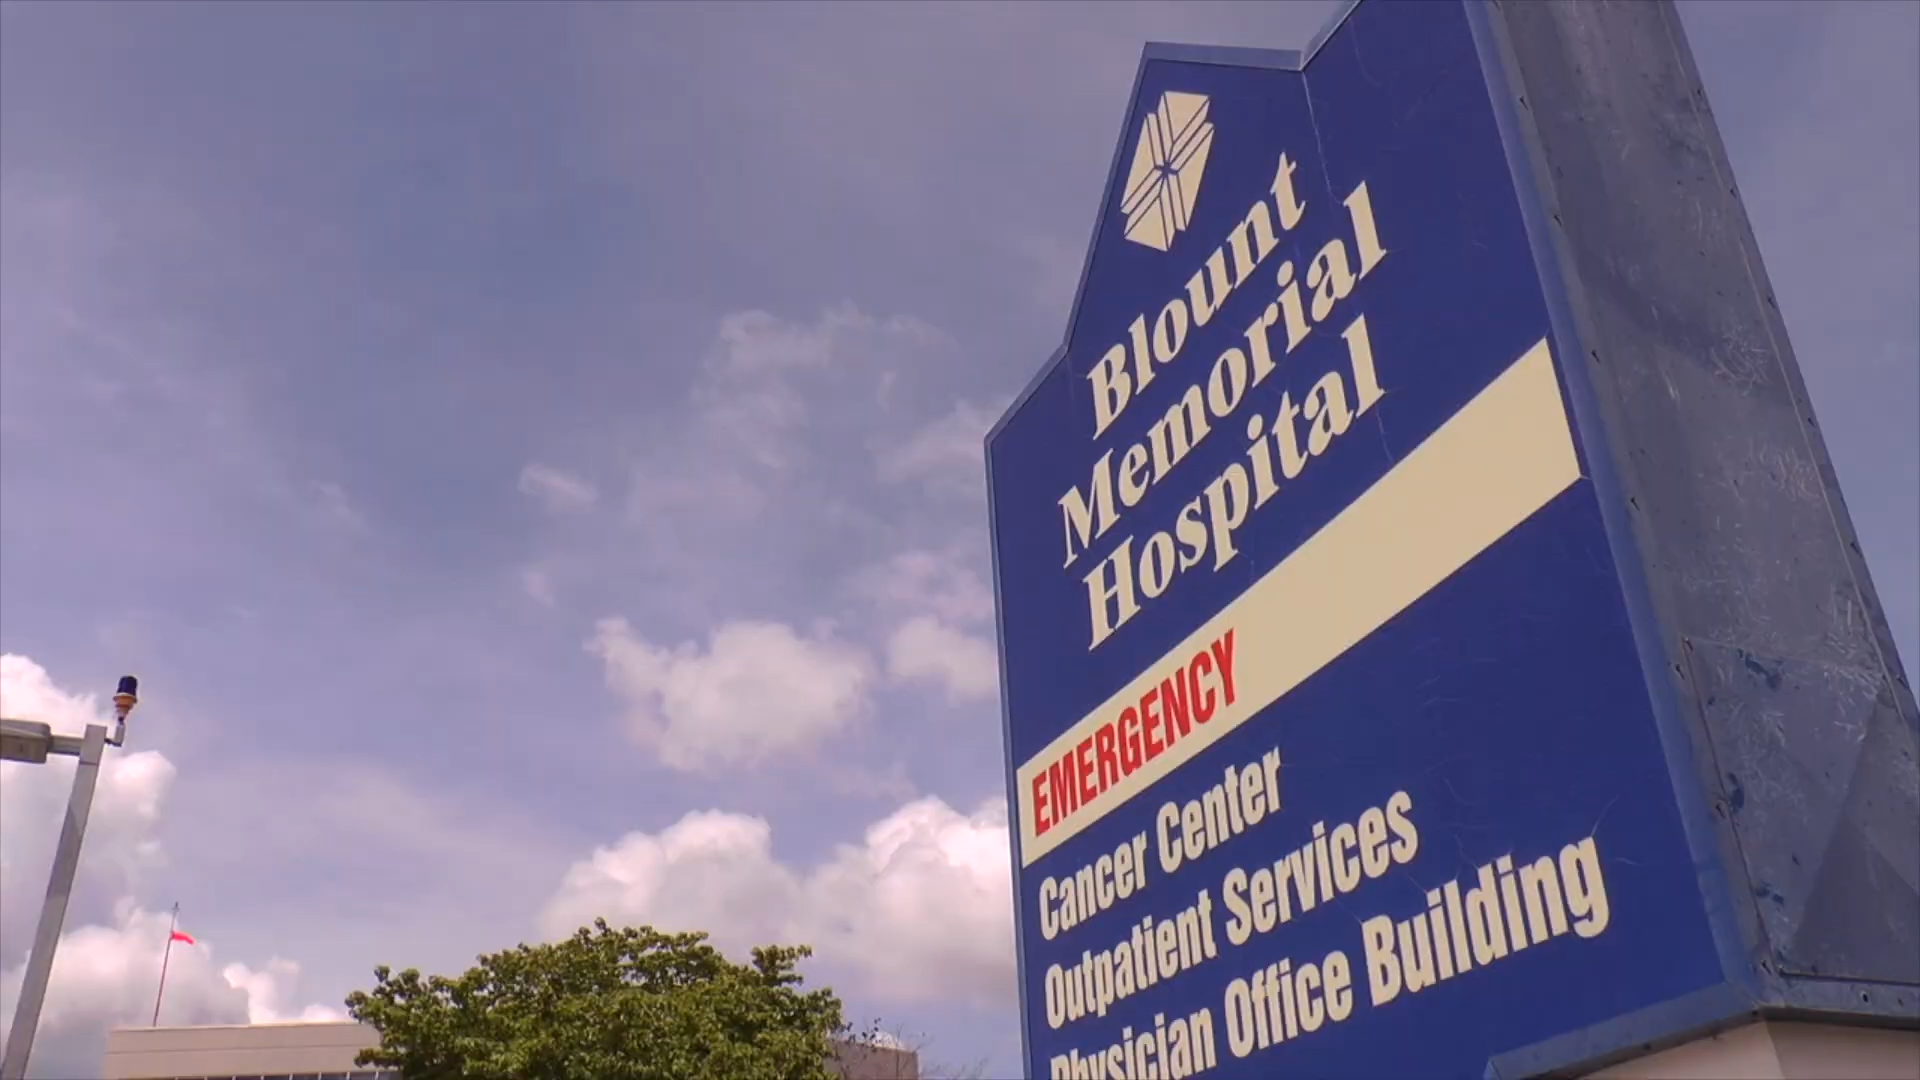 Blount
Memorial
Hospital
EMERGENCY
Cancer Center
Outpatient Services
Physician Office Building